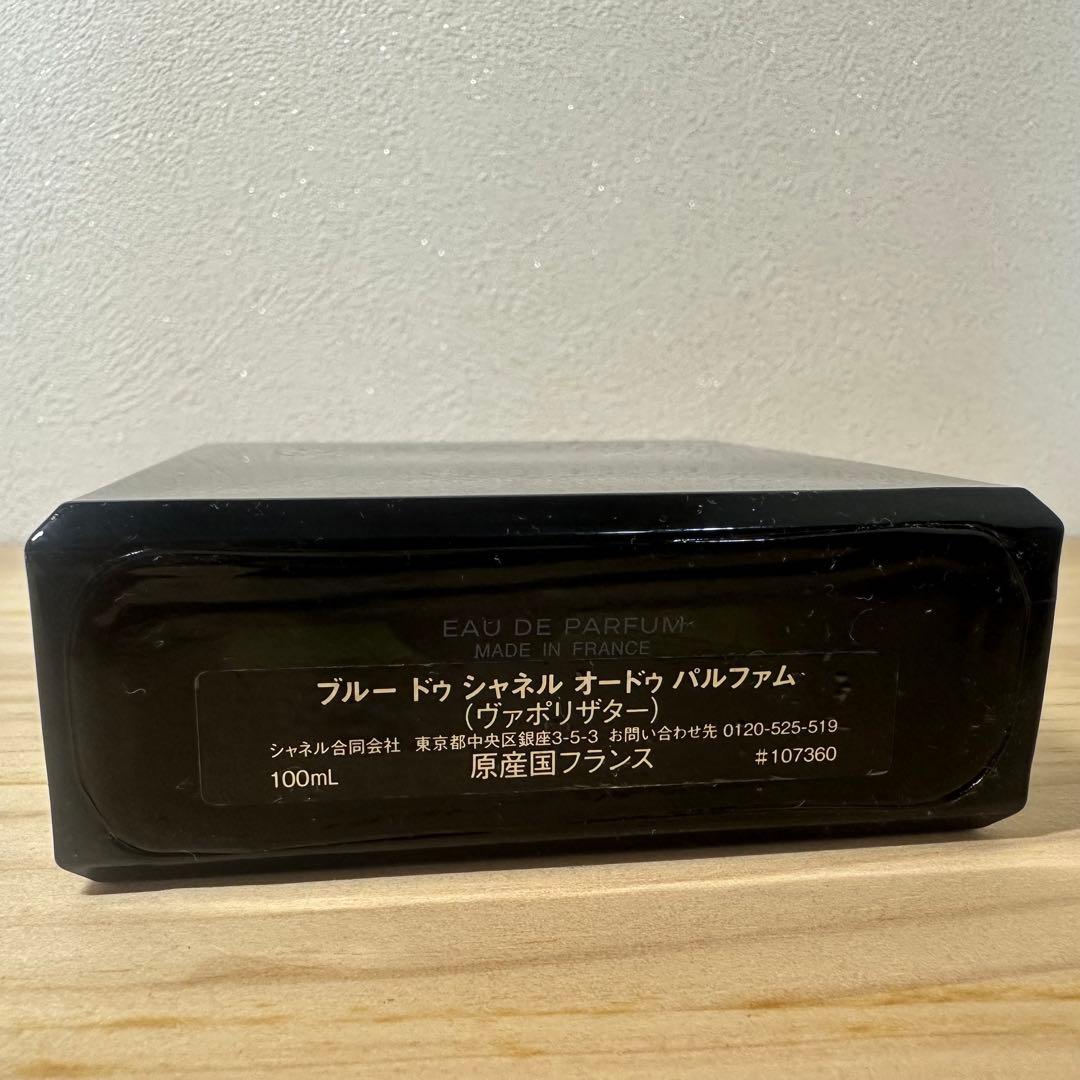 EAU DE PARFUM
MADE IN FRANCE
ブルー ドゥ シャネル オードゥ パルファム
(ヴァポリザター)
シャネル合同会社 東京都中央区銀座3-5-3 お問い合わせ先 0120-525-519
100mL 原産国フランス #107360